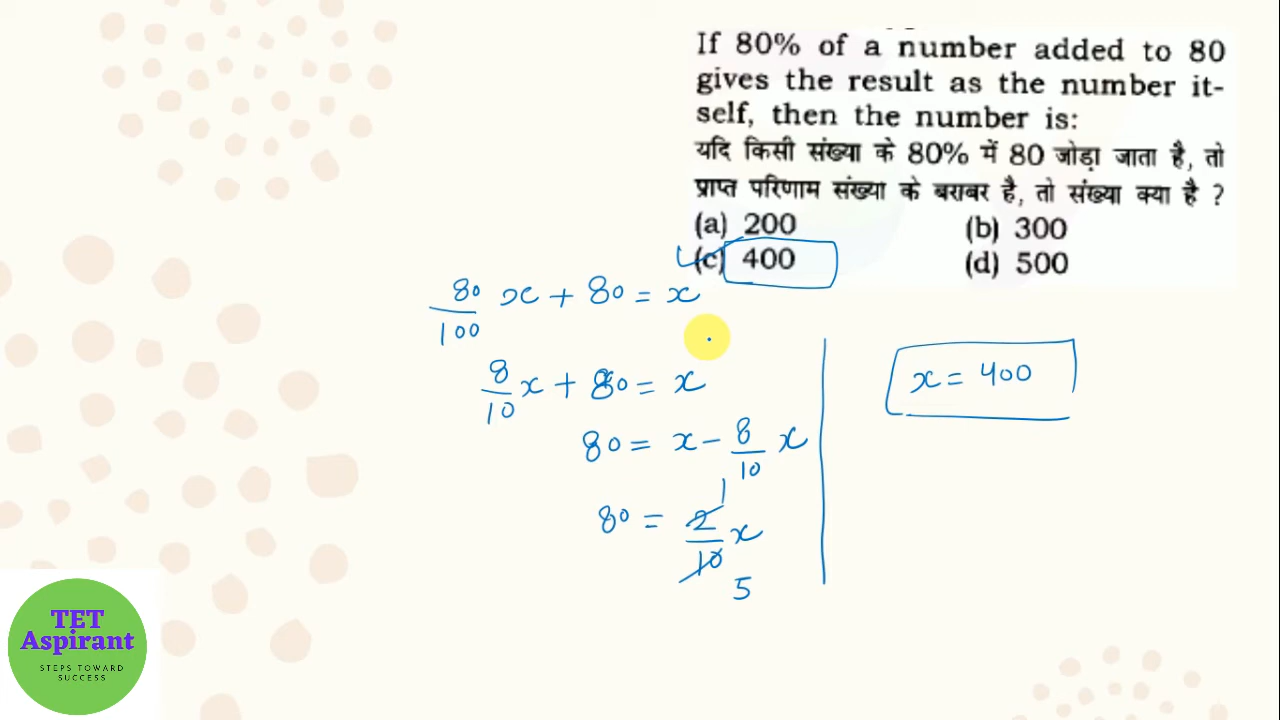 If 80% of a number added to 80
gives the result as the number it-
self, then the number is:
यदि किसी संख्या के 80% में 80 जोड़ा जाता है, तो
प्राप्त परिणाम संख्या के बराबर है, तो संख्या क्या है ?
(a) 200 (b) 300
(c) 400 (d) 500
80/100 x + 80 = x
8/10 x + 80 = x
80 = x - 8/10 x
80 = 2/10 x
1
5
x = 400
TET
Aspirant
STEPS TOWARD
SUCCESS